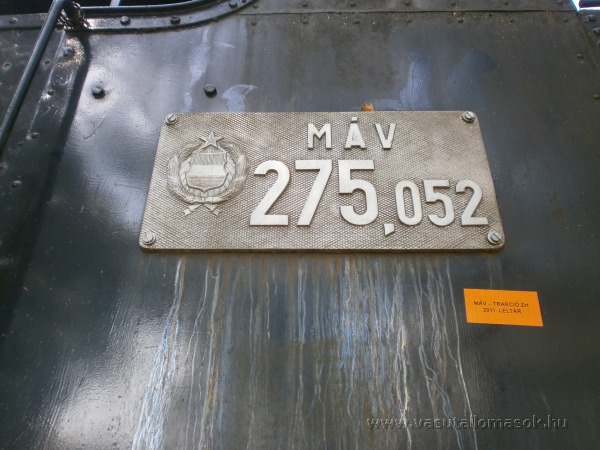 MÁV
275,052
MÁV - TRAKCIÓ Zrt
2011. LELTÁR
www.vasutallomasok.hu